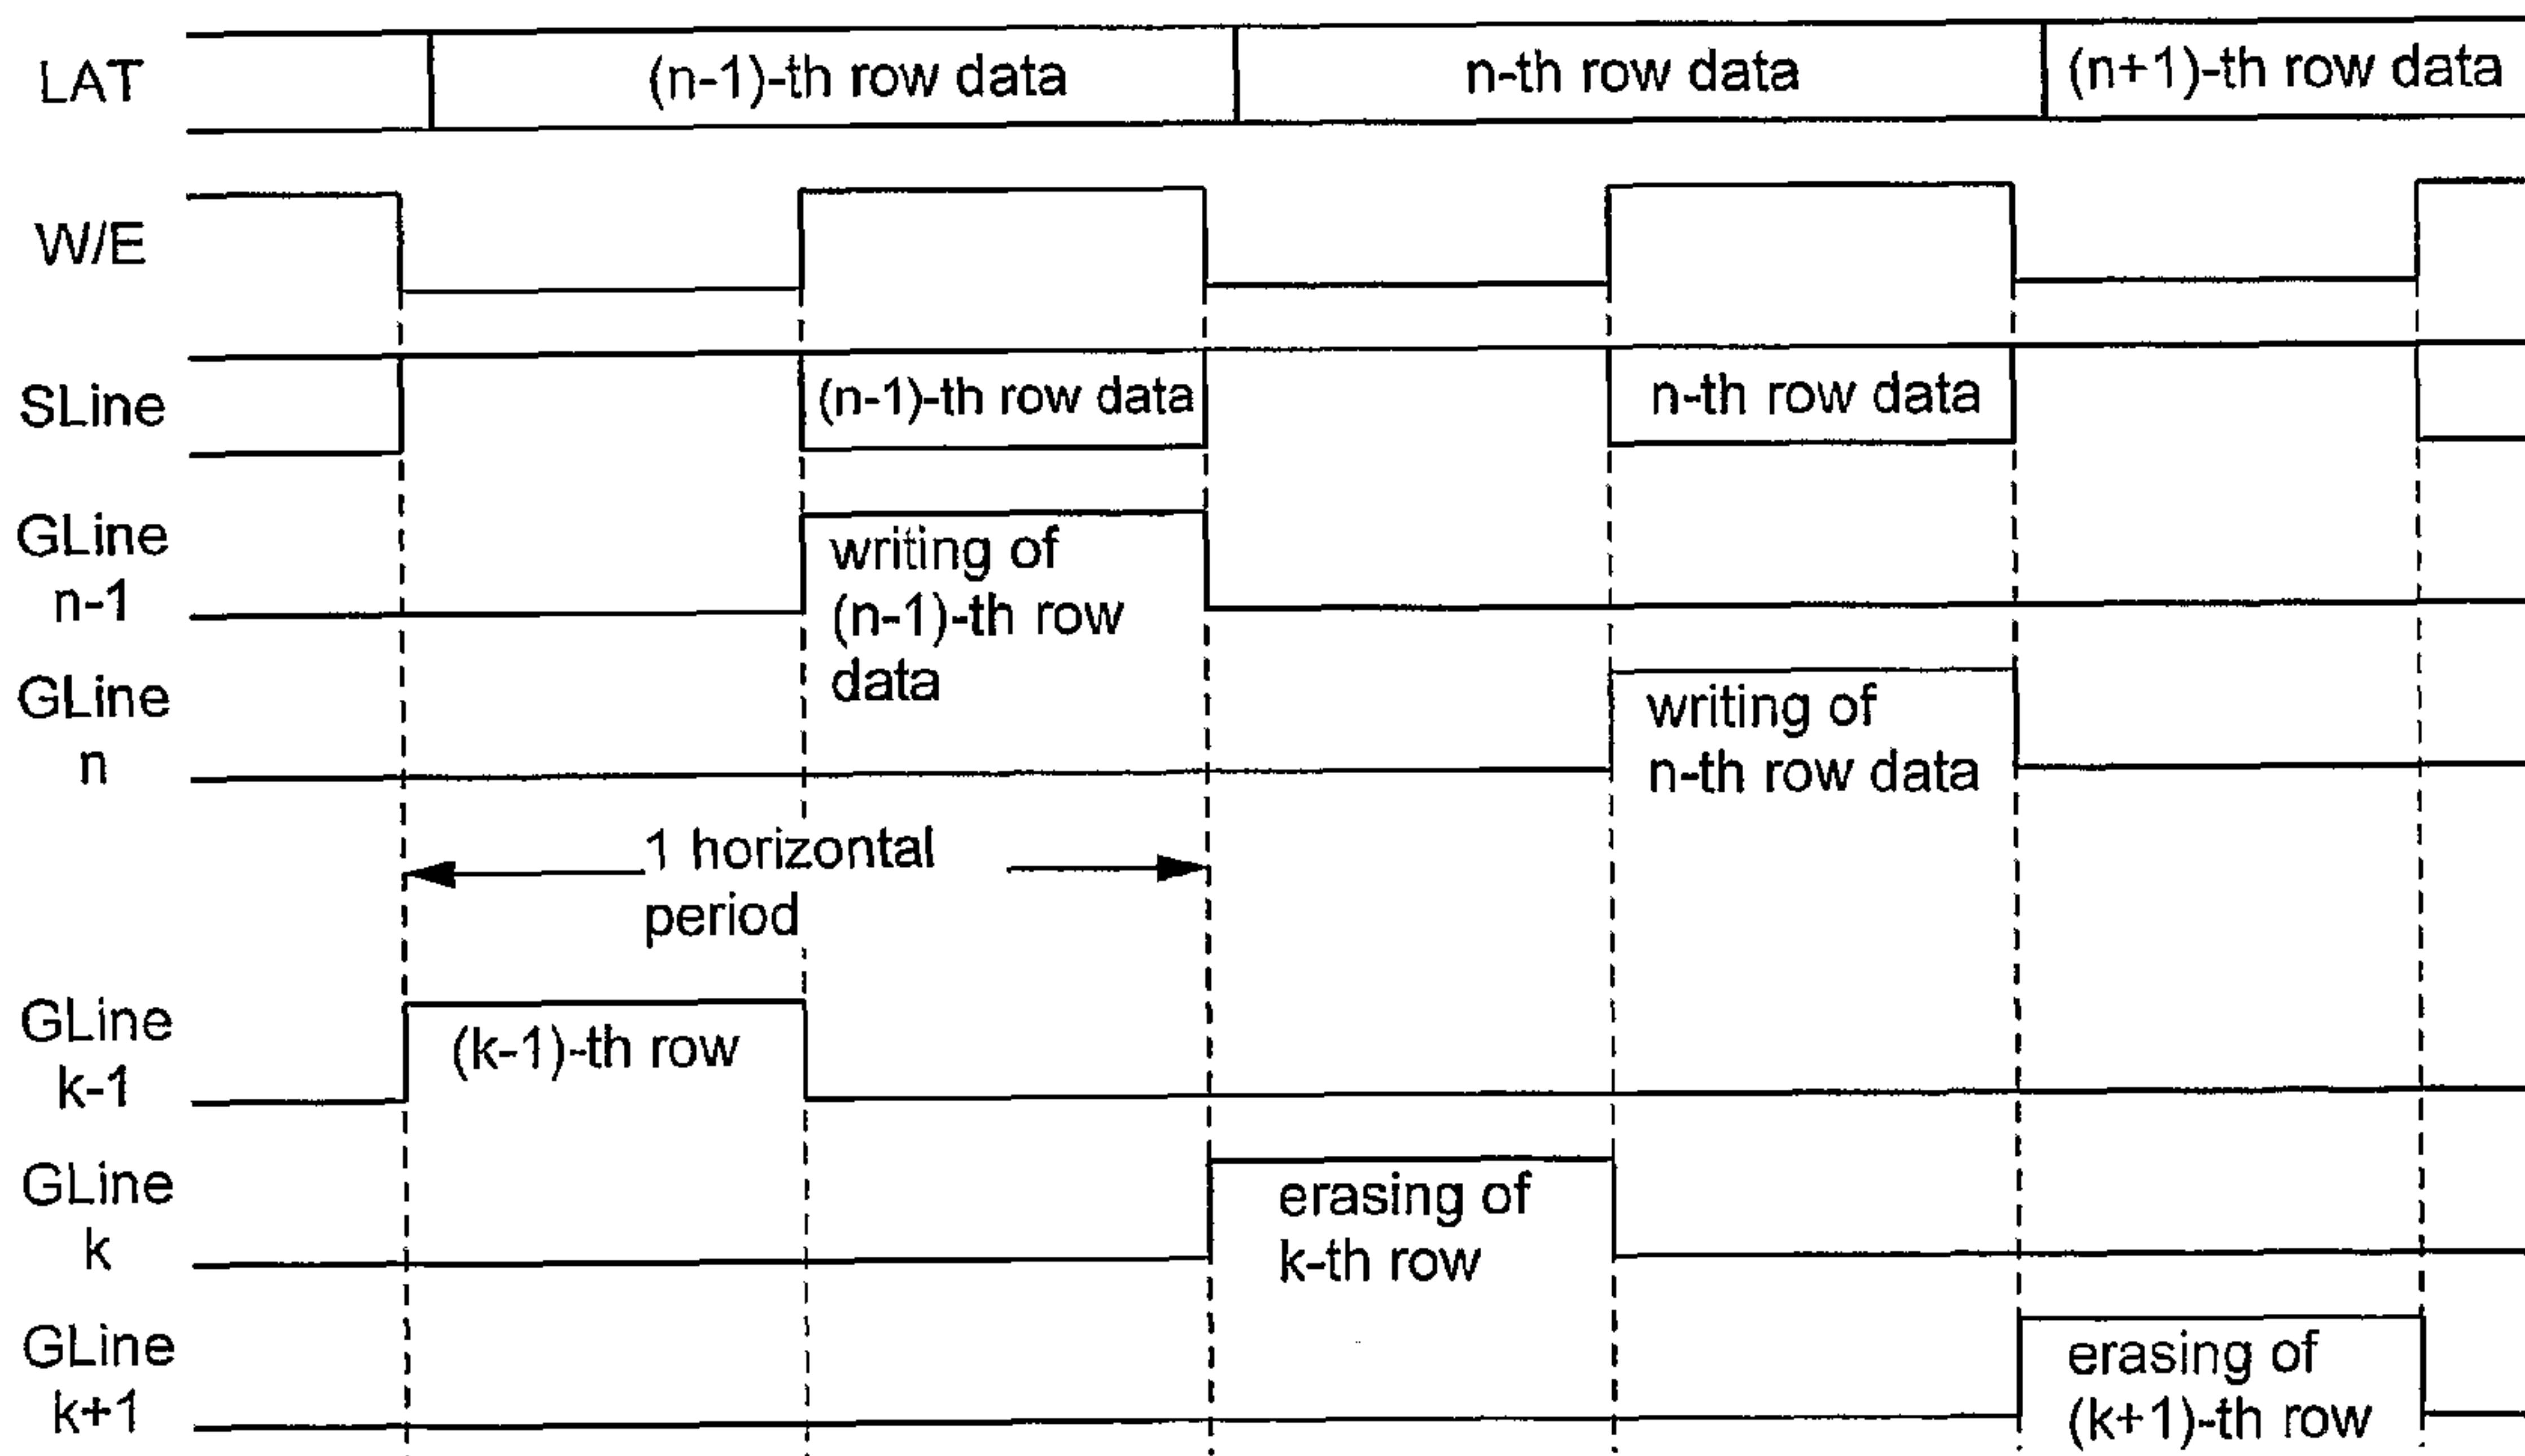 LAT
(n-1)-th row data
n-th row data
(n+1)-th row data
W/E
SLine
(n-1)-th row data
n-th row data
GLine
n-1
writing of
(n-1)-th row
data
GLine
n
writing of
n-th row data
1 horizontal
period
GLine
k-1
(k-1)-th row
GLine
k
erasing of
k-th row
GLine
k+1
erasing of
(k+1)-th row